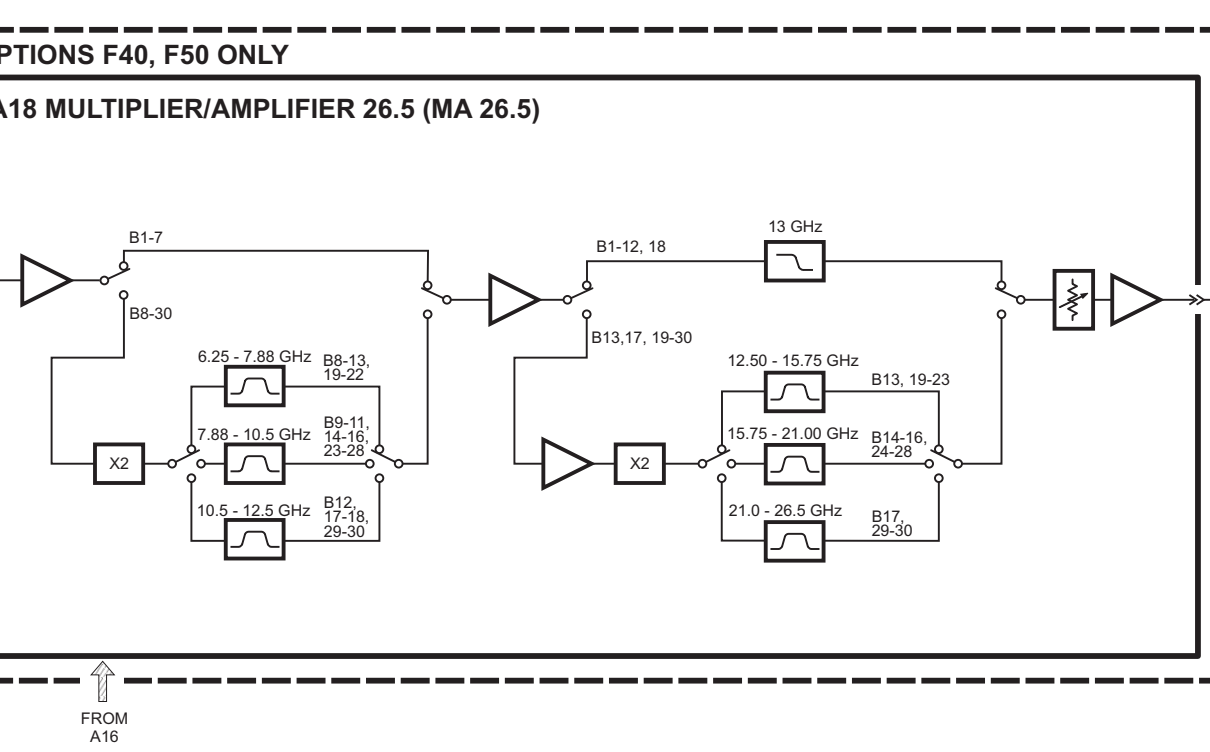 PTIONS F40, F50 ONLY
A18 MULTIPLIER/AMPLIFIER 26.5 (MA 26.5)
B1-7
B8-30
6.25 - 7.88 GHz
B8-13,
19-22
7.88 - 10.5 GHz
B9-11,
14-16,
23-28
X2
10.5 - 12.5 GHz
B12,
17-18,
29-30
B1-12, 18
13 GHz
B13,17, 19-30
12.50 - 15.75 GHz
B13, 19-23
15.75 - 21.00 GHz
B14-16,
24-28
X2
21.0 - 26.5 GHz
B17,
29-30
FROM
A16